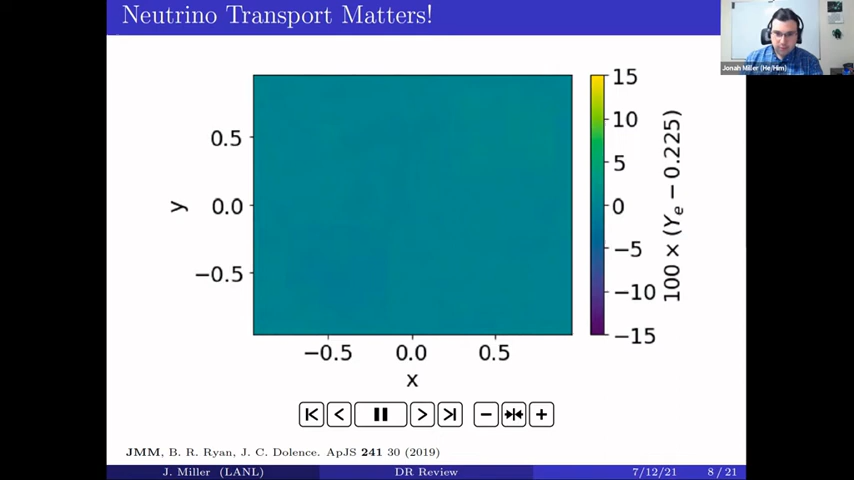 Neutrino Transport Matters!
Jonah Miller (He/Him)
15
10
5
0
−5
−10
−15
100 × (Yₑ − 0.225)
y
0.5
0.0
−0.5
−0.5 0.0 0.5
x
JMM, B. R. Ryan, J. C. Dolence. ApJS 241 30 (2019)
J. Miller (LANL) DR Review 7/12/21 8 / 21